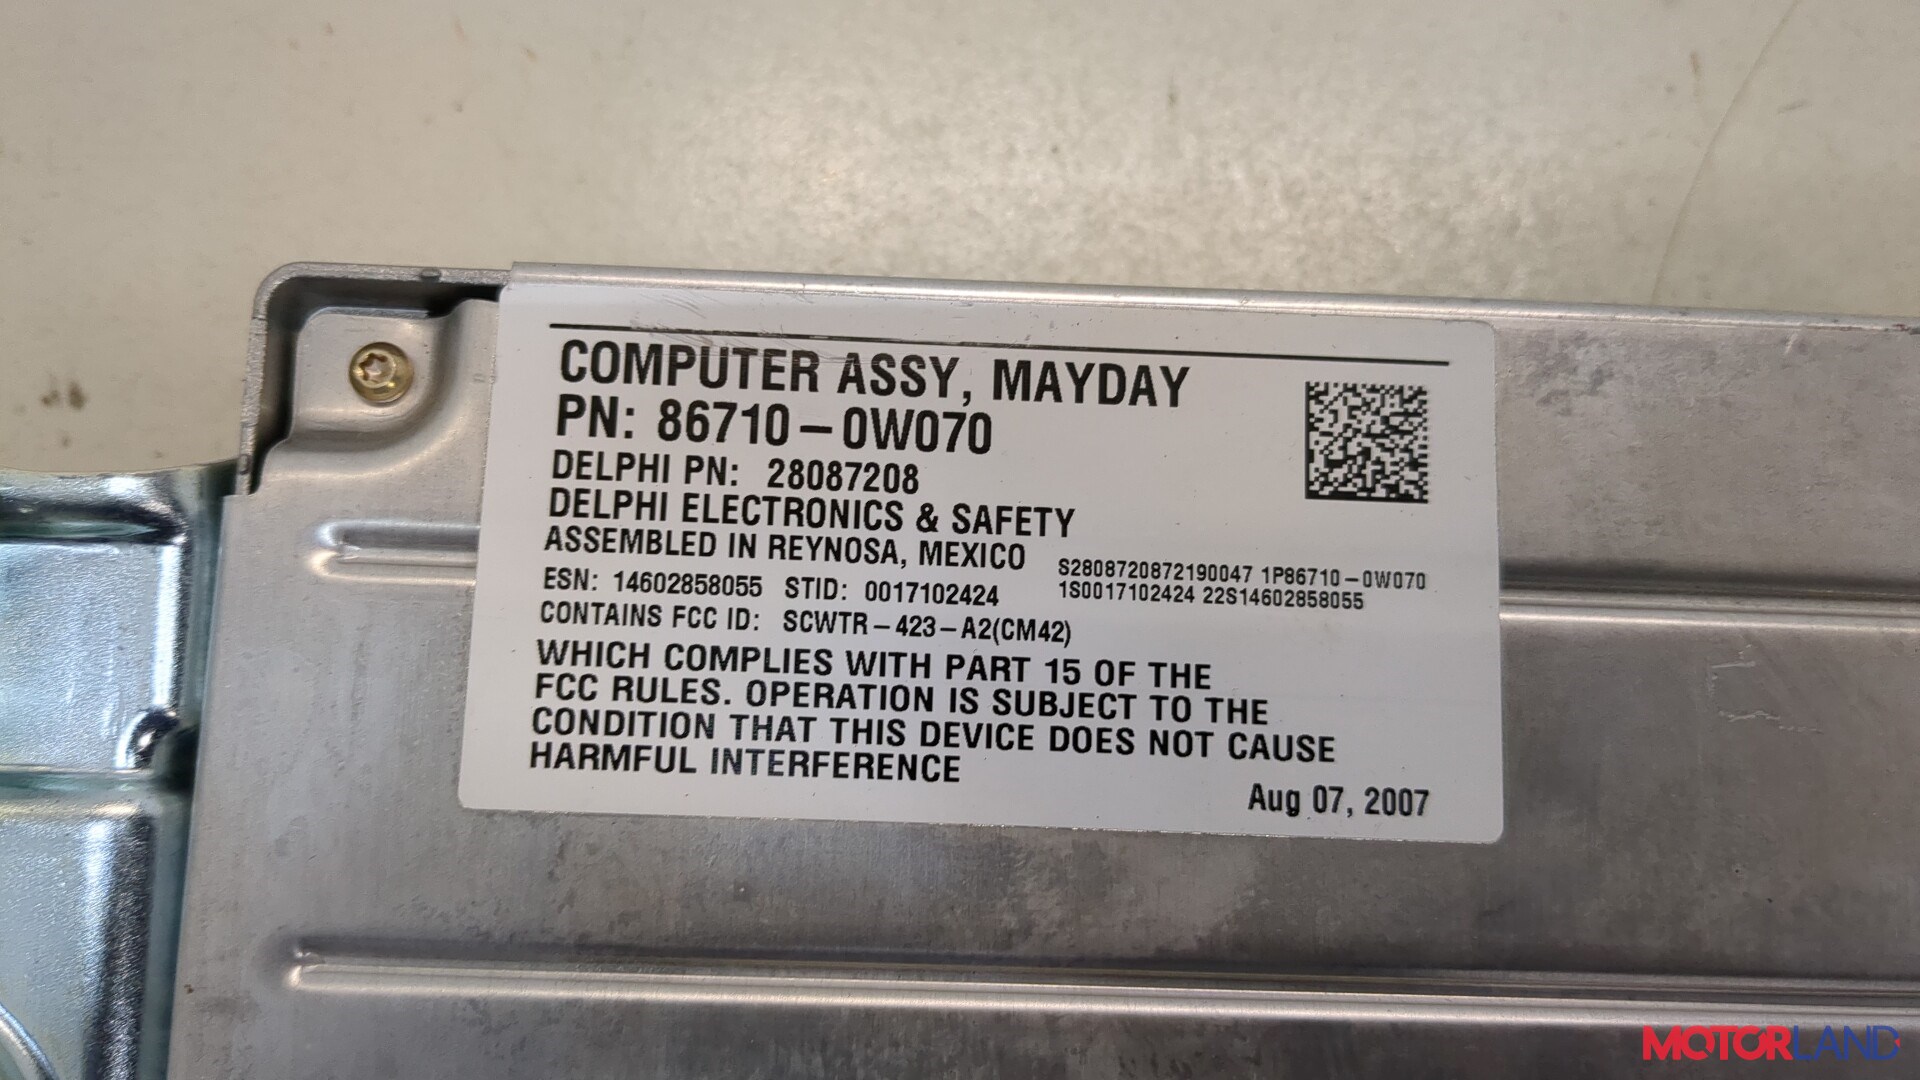 COMPUTER ASSY, MAYDAY
PN: 86710-0W070
DELPHI PN: 28087208
DELPHI ELECTRONICS & SAFETY
ASSEMBLED IN REYNOSA, MEXICO
S2808720872190047 1P86710-0W070
ESN: 14602858055 STID: 0017102424
1S0017102424 22S14602858055
CONTAINS FCC ID: SCWTR-423-A2(CM42)
WHICH COMPLIES WITH PART 15 OF THE
FCC RULES. OPERATION IS SUBJECT TO THE
CONDITION THAT THIS DEVICE DOES NOT CAUSE
HARMFUL INTERFERENCE
Aug 07, 2007
MOTORLAND